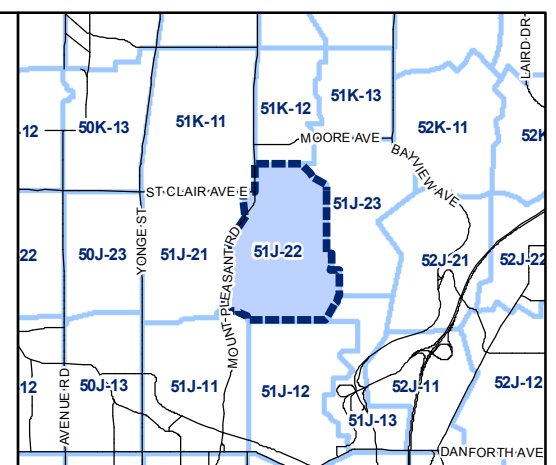 LAIRD DR
50K-13
51K-11
51K-12
51K-13
52K-11
52K
-12
MOORE AVE
BAYVIEW AVE
ST CLAIR AVE E
51J-23
22
50J-23
YONGE ST
51J-21
MOUNT PLEASANT RD
51J-22
52J-21
52J-22
12
AVENUE RD
50J-13
51J-11
51J-12
51J-13
52J-11
52J-12
DANFORTH AVE